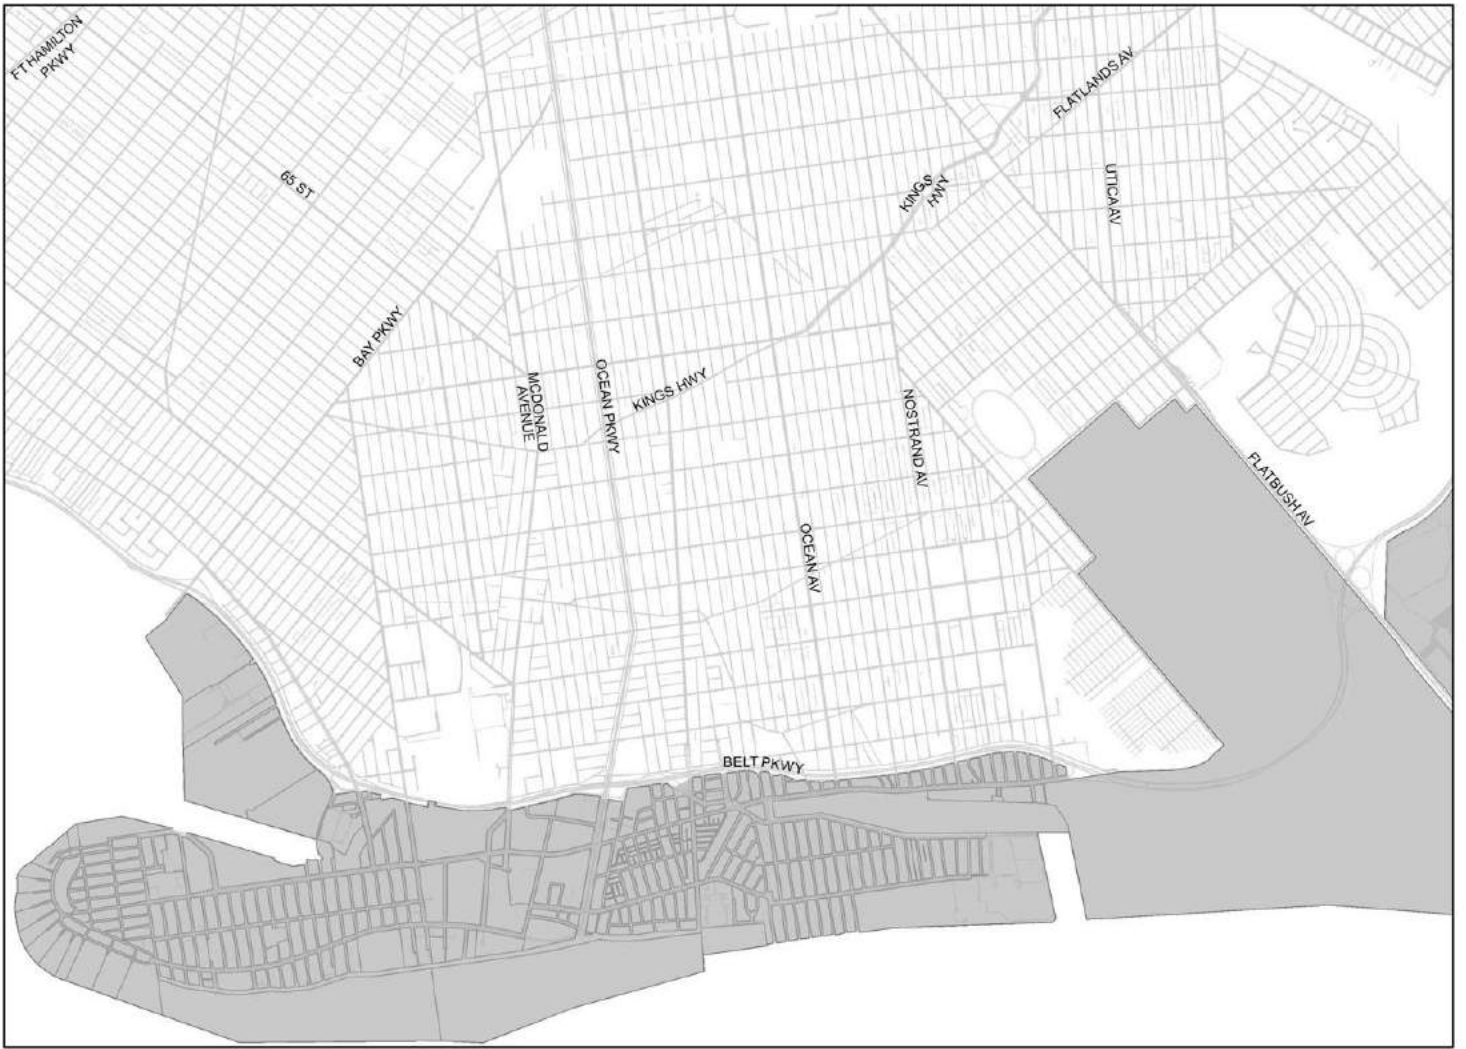 FT HAMILTON
PKWY
FLATLANDS AV
65 ST
KINGS
HWY
UTICA AV
BAY PKWY
MCDONALD
AVENUE
OCEAN PKWY
KINGS HWY
NOSTRAND AV
FLATBUSH AV
OCEAN AV
BELT PKWY